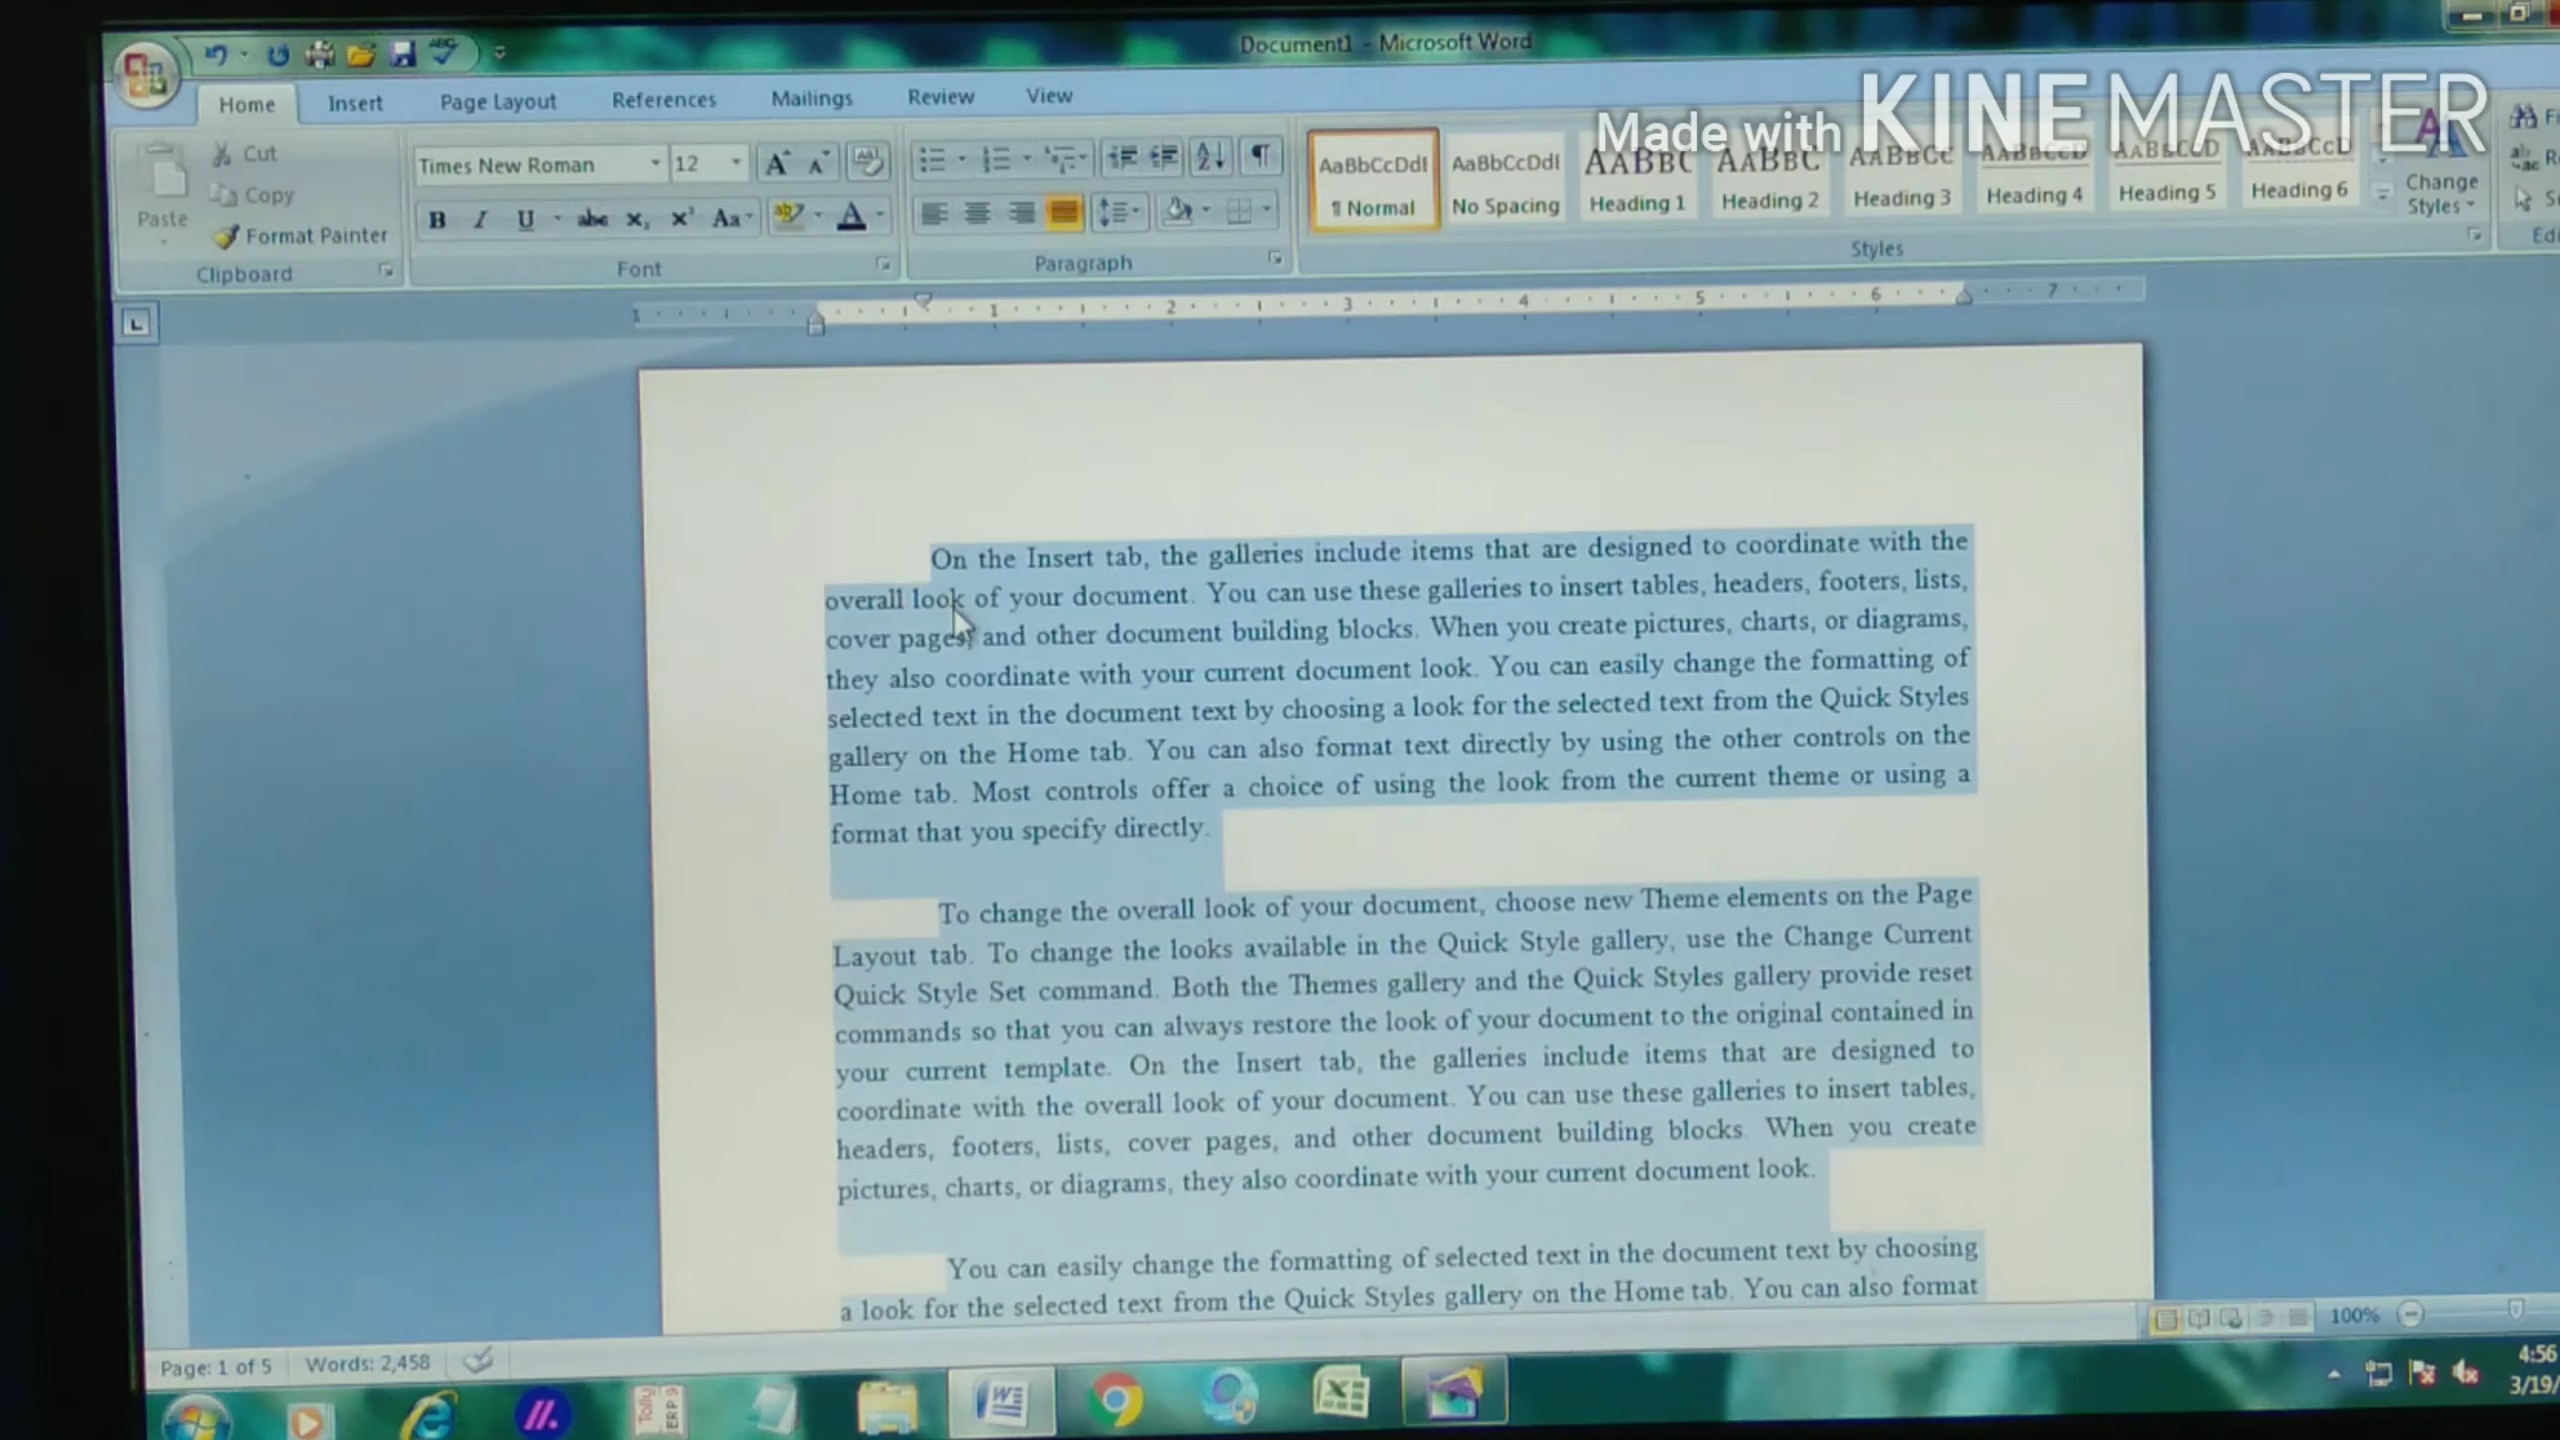 Document1 - Microsoft Word
Made with KINEMASTER
Home Insert Page Layout References Mailings Review View
Cut
Copy
Format Painter
Paste
Clipboard
Times New Roman 12
Font
Paragraph
AaBbCcDdI AaBbCcDdI AABBC AABBC AABBCC AABBCCD AABBCCD AABBCCD
¶ Normal No Spacing Heading 1 Heading 2 Heading 3 Heading 4 Heading 5 Heading 6
Change Styles
Styles
1 1 2 3 4 5 6 7
On the Insert tab, the galleries include items that are designed to coordinate with the
overall look of your document. You can use these galleries to insert tables, headers, footers, lists,
cover pages, and other document building blocks. When you create pictures, charts, or diagrams,
they also coordinate with your current document look. You can easily change the formatting of
selected text in the document text by choosing a look for the selected text from the Quick Styles
gallery on the Home tab. You can also format text directly by using the other controls on the
Home tab. Most controls offer a choice of using the look from the current theme or using a
format that you specify directly.
To change the overall look of your document, choose new Theme elements on the Page
Layout tab. To change the looks available in the Quick Style gallery, use the Change Current
Quick Style Set command. Both the Themes gallery and the Quick Styles gallery provide reset
commands so that you can always restore the look of your document to the original contained in
your current template. On the Insert tab, the galleries include items that are designed to
coordinate with the overall look of your document. You can use these galleries to insert tables,
headers, footers, lists, cover pages, and other document building blocks. When you create
pictures, charts, or diagrams, they also coordinate with your current document look.
You can easily change the formatting of selected text in the document text by choosing
a look for the selected text from the Quick Styles gallery on the Home tab. You can also format
Page: 1 of 5 Words: 2,458
100%
4:56
3/19/